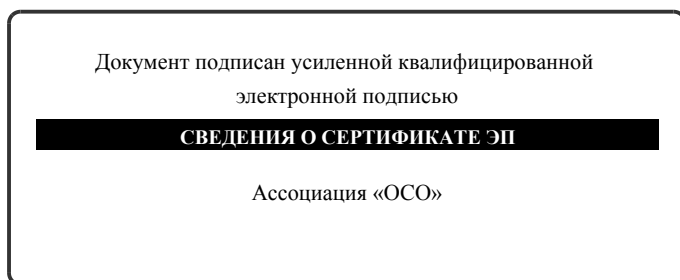 Документ подписан усиленной квалифицированной
электронной подписью
СВЕДЕНИЯ О СЕРТИФИКАТЕ ЭП
Ассоциация «ОСО»